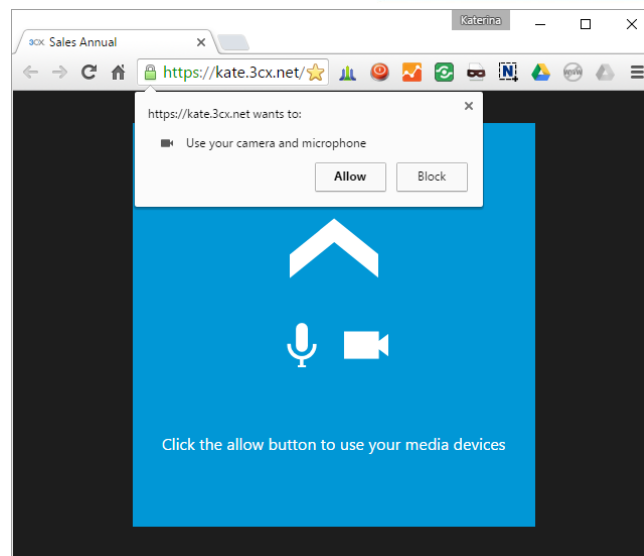 Katerina
3CX Sales Annual
https://kate.3cx.net/
https://kate.3cx.net wants to:
Use your camera and microphone
Allow
Block
Click the allow button to use your media devices